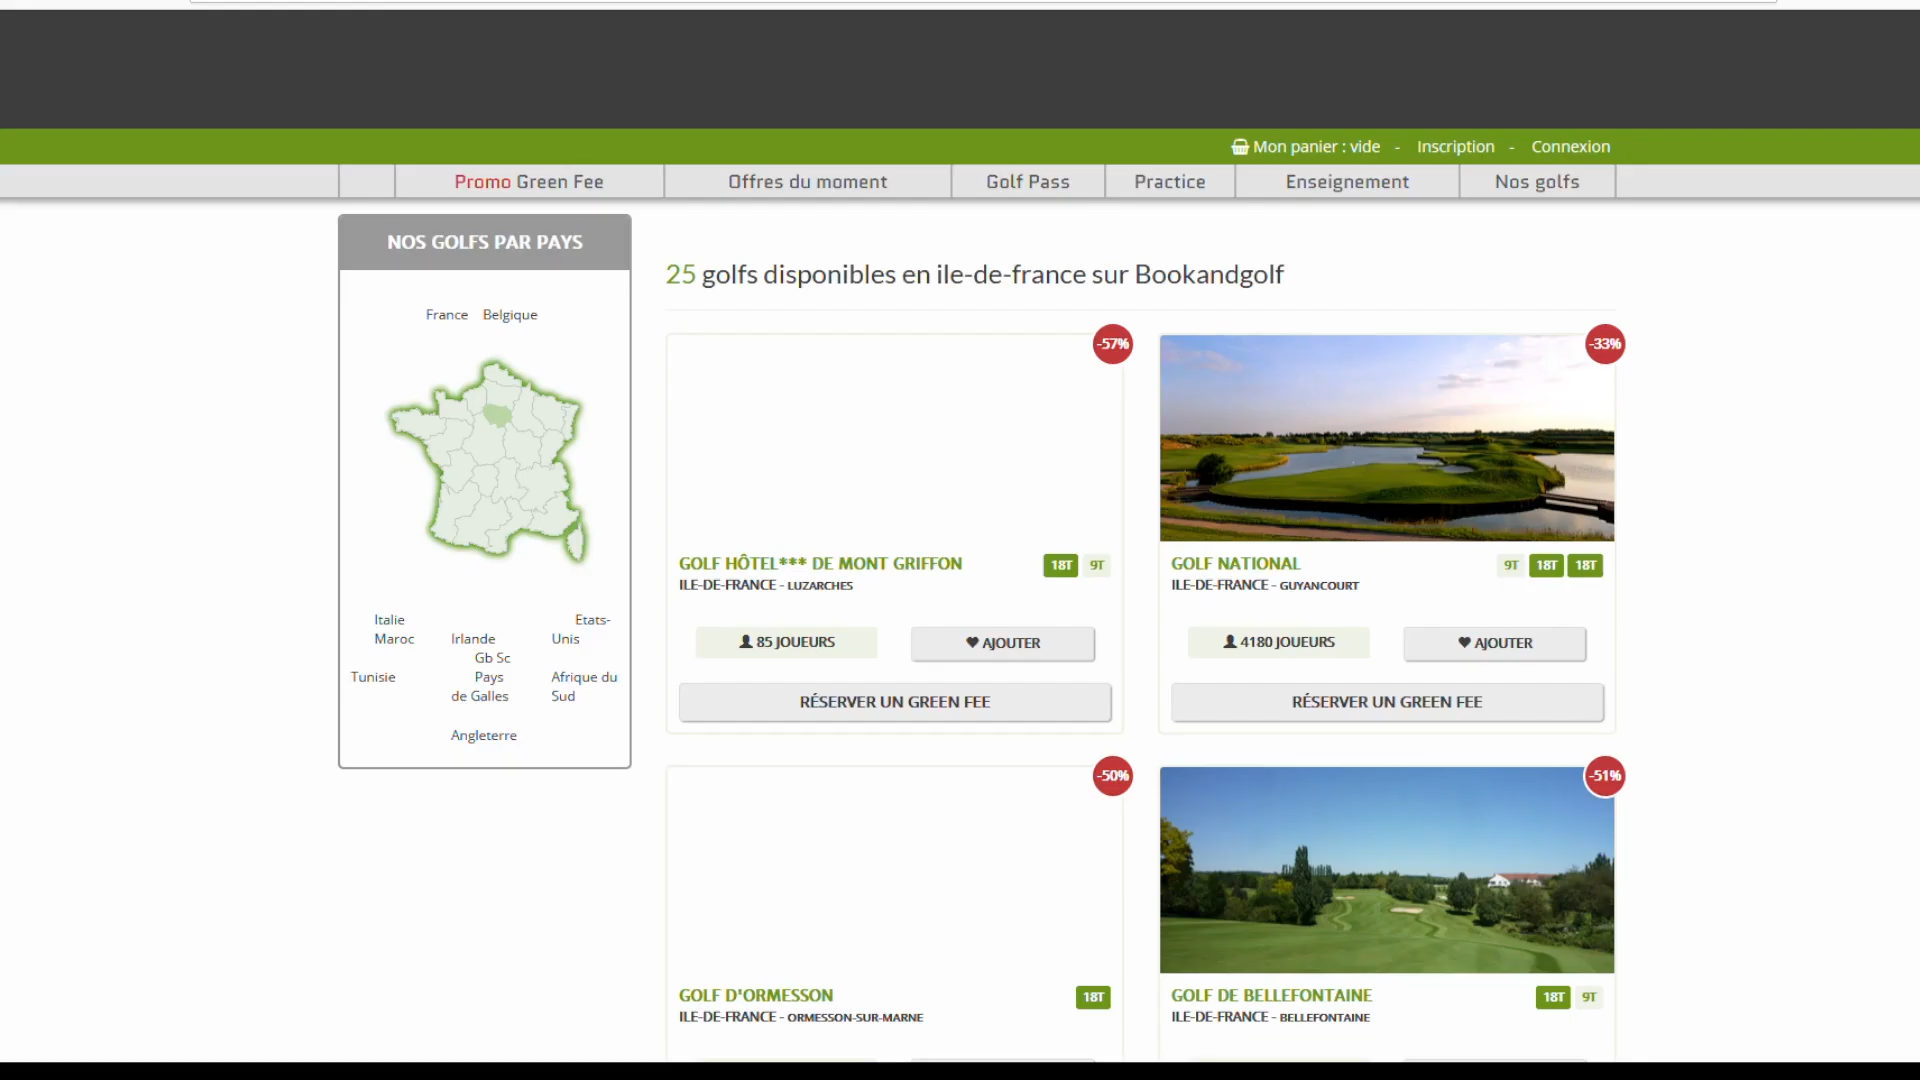 Mon panier : vide - Inscription - Connexion
Promo Green Fee
Offres du moment
Golf Pass
Practice
Enseignement
Nos golfs
NOS GOLFS PAR PAYS
France Belgique
Italie
Maroc
Tunisie
Irlande
Gb Sc
Pays
de Galles
Angleterre
Etats-
Unis
Afrique du
Sud
25 golfs disponibles en ile-de-france sur Bookandgolf
-57%
GOLF HÔTEL*** DE MONT GRIFFON
18T 9T
ILE-DE-FRANCE - LUZARCHES
85 JOUEURS
AJOUTER
RÉSERVER UN GREEN FEE
-33%
GOLF NATIONAL
9T 18T 18T
ILE-DE-FRANCE - GUYANCOURT
4180 JOUEURS
AJOUTER
RÉSERVER UN GREEN FEE
-50%
GOLF D'ORMESSON
18T
ILE-DE-FRANCE - ORMESSON-SUR-MARNE
-51%
GOLF DE BELLEFONTAINE
18T 9T
ILE-DE-FRANCE - BELLEFONTAINE